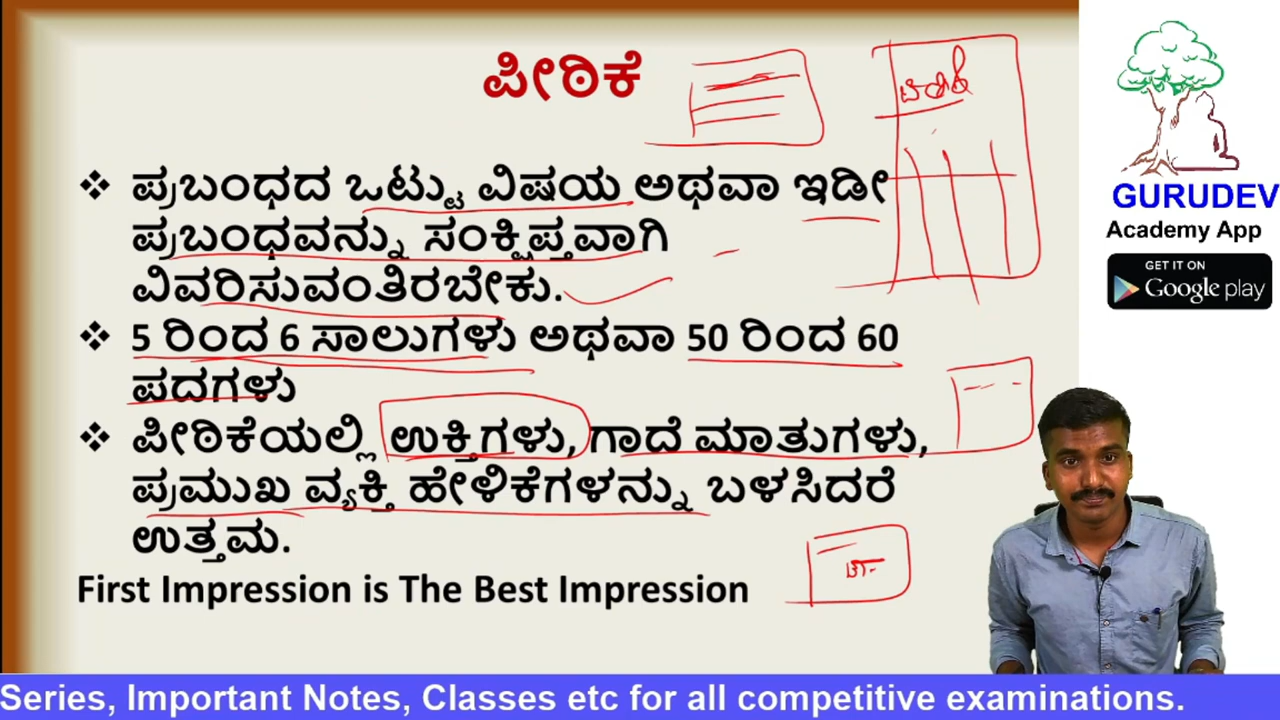 ಪೀಠಿಕೆ
❖ ಪ್ರಬಂಧದ ಒಟ್ಟು ವಿಷಯ ಅಥವಾ ಇಡೀ
ಪ್ರಬಂಧವನ್ನು ಸಂಕ್ಷಿಪ್ತವಾಗಿ
ವಿವರಿಸುವಂತಿರಬೇಕು.
❖ 5 ರಿಂದ 6 ಸಾಲುಗಳು ಅಥವಾ 50 ರಿಂದ 60
ಪದಗಳು
❖ ಪೀಠಿಕೆಯಲ್ಲಿ ಉಕ್ತಿಗಳು, ಗಾದೆ ಮಾತುಗಳು,
ಪ್ರಮುಖ ವ್ಯಕ್ತಿ ಹೇಳಿಕೆಗಳನ್ನು ಬಳಸಿದರೆ
ಉತ್ತಮ.
First Impression is The Best Impression
GURUDEV
Academy App
GET IT ON
Google play
Series, Important Notes, Classes etc for all competitive examinations.